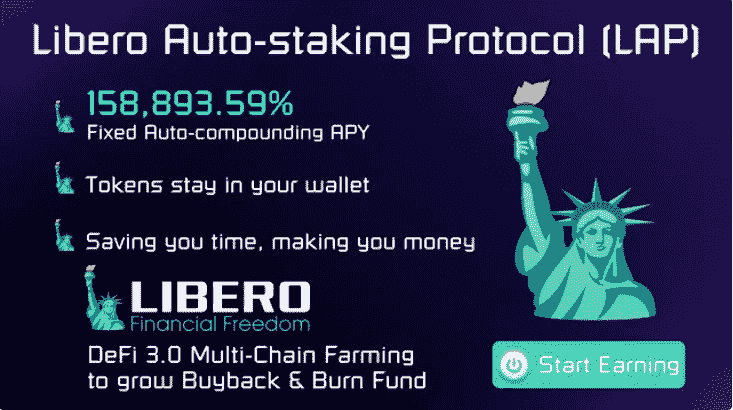 Libero Auto-staking Protocol (LAP)
158,893.59%
Fixed Auto-compounding APY
Tokens stay in your wallet
Saving you time, making you money
LIBERO
Financial Freedom
DeFi 3.0 Multi-Chain Farming
to grow Buyback & Burn Fund
Start Earning